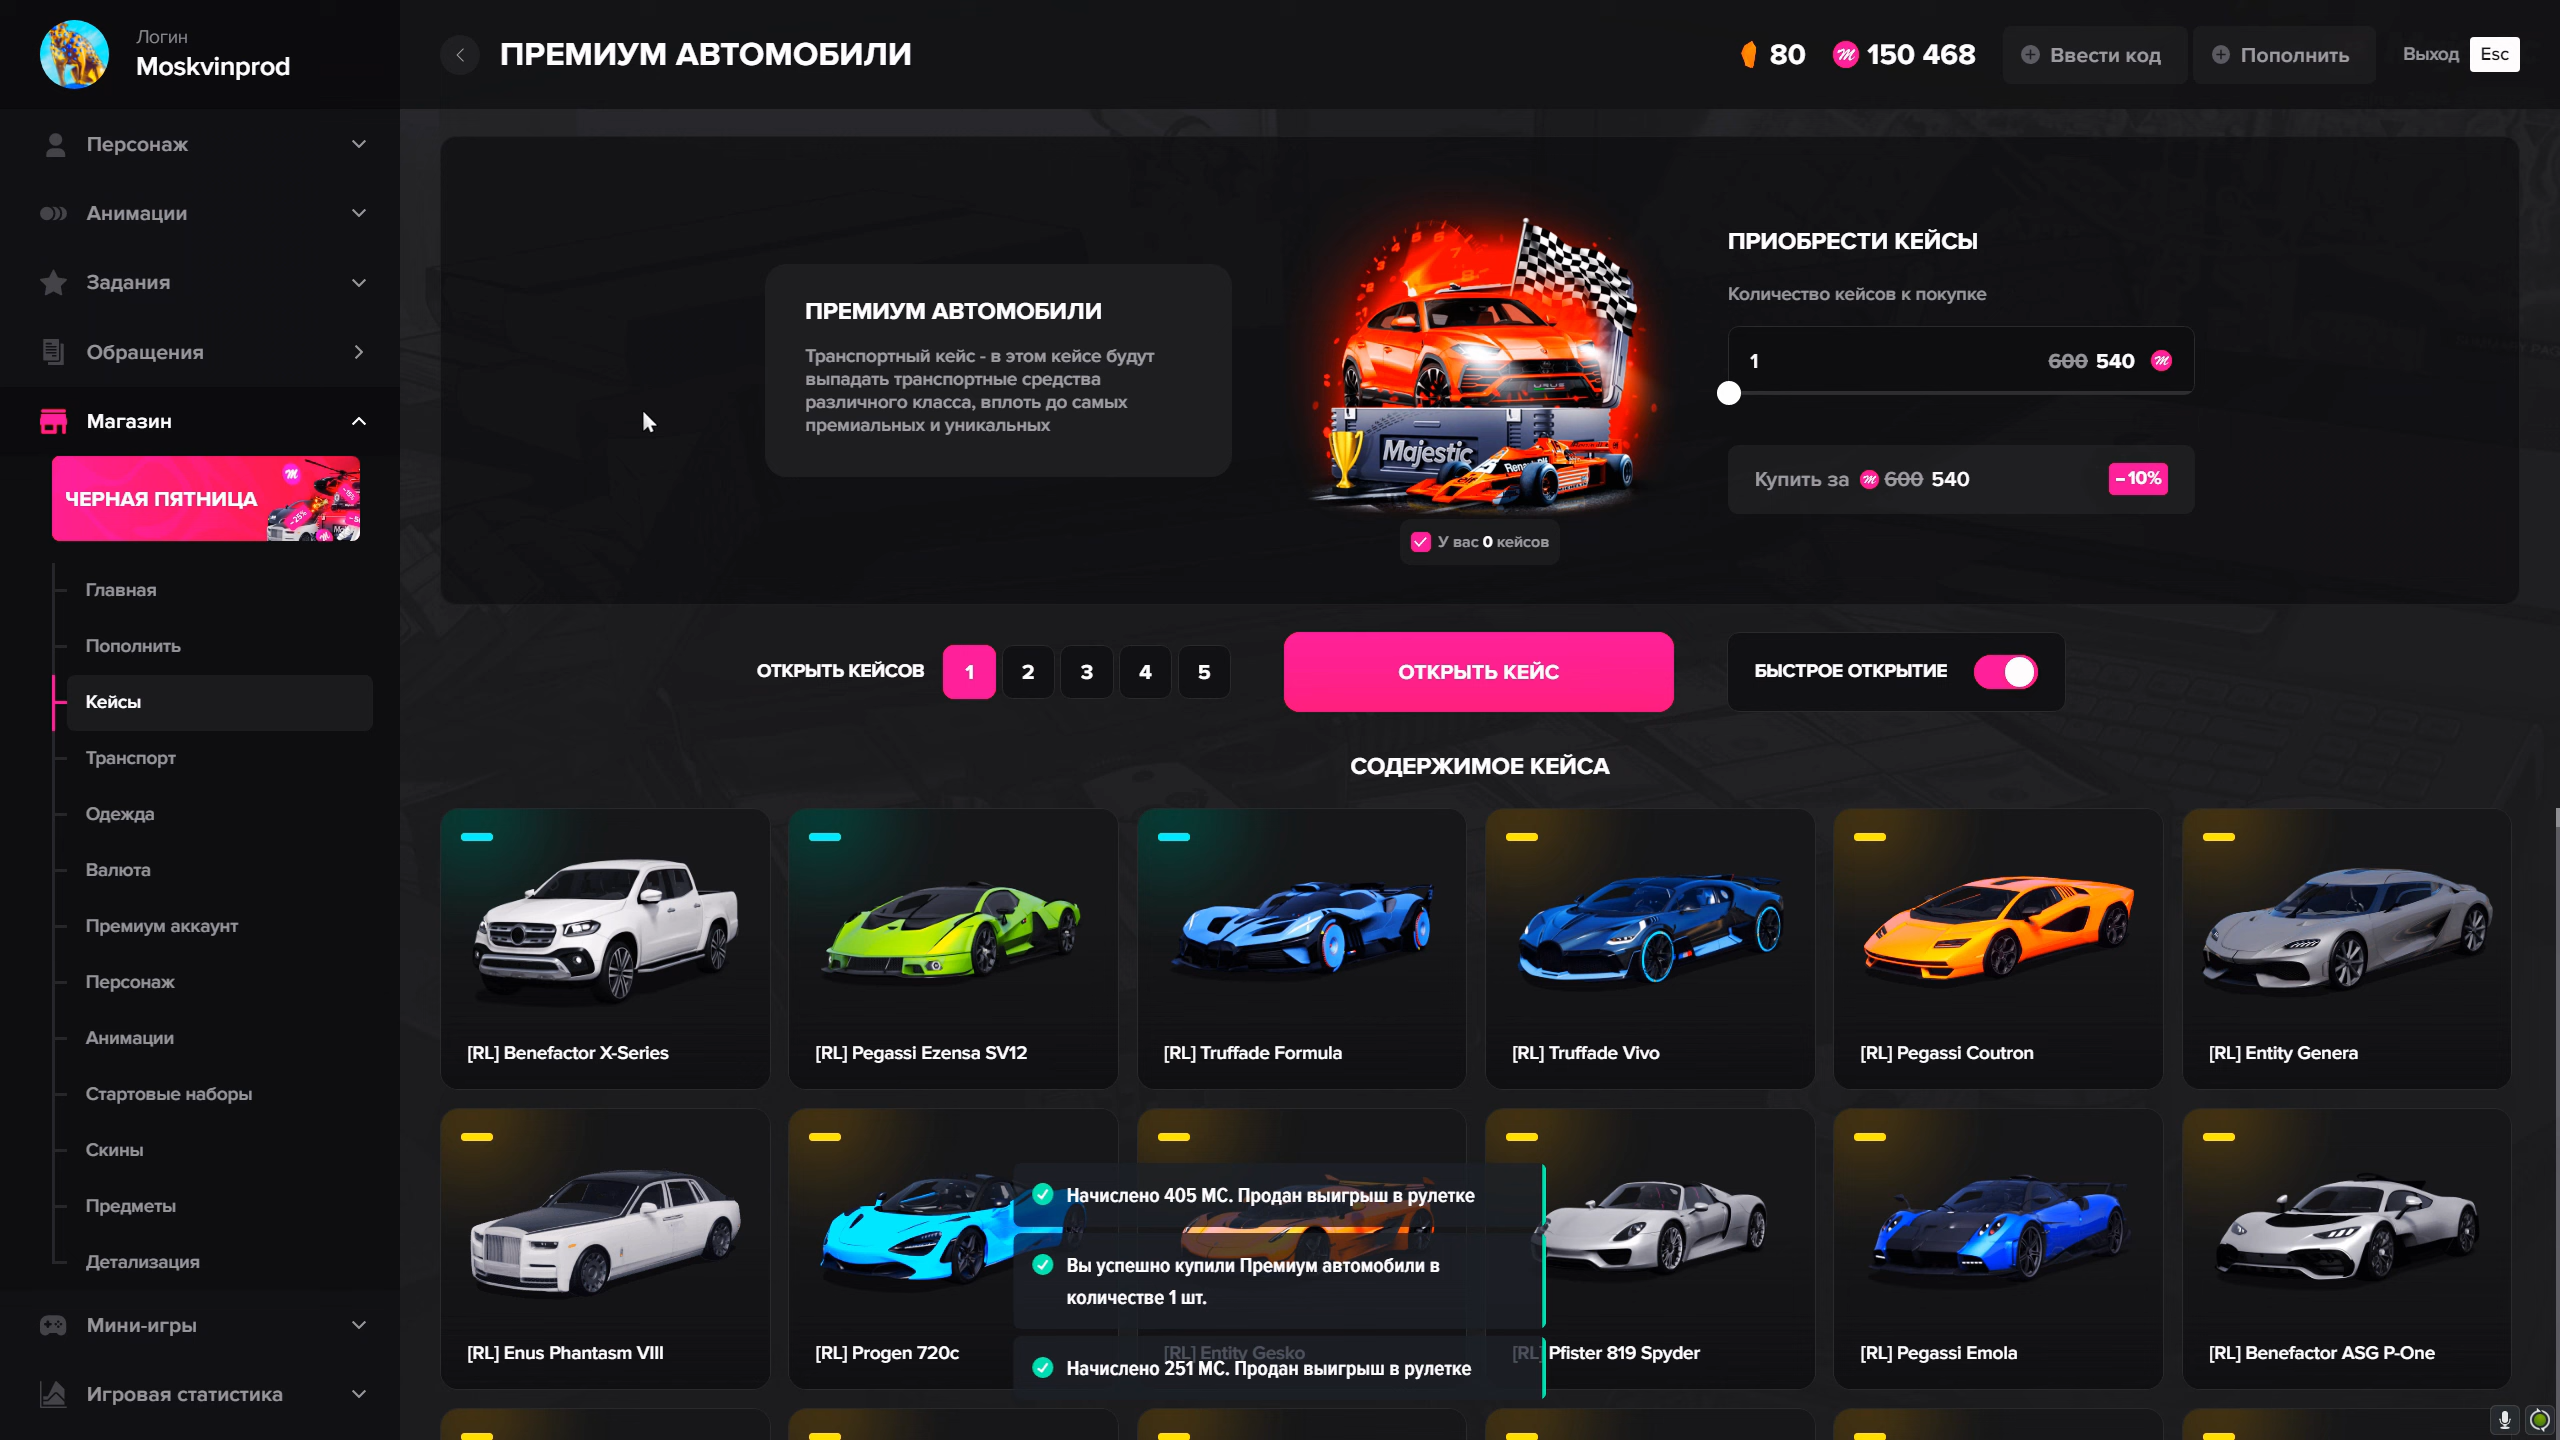 Логин
Moskvinprod
ПРЕМИУМ АВТОМОБИЛИ
80
150 468
Ввести код
Пополнить
Выход
Esc
Персонаж
Анимации
Задания
Обращения
Магазин
ЧЕРНАЯ ПЯТНИЦА
Главная
Пополнить
Кейсы
Транспорт
Одежда
Валюта
Премиум аккаунт
Персонаж
Анимации
Стартовые наборы
Скины
Предметы
Детализация
Мини-игры
Игровая статистика
ПРЕМИУМ АВТОМОБИЛИ
Транспортный кейс - в этом кейсе будут
выпадать транспортные средства
различного класса, вплоть до самых
премиальных и уникальных
Majestic
У вас 0 кейсов
ПРИОБРЕСТИ КЕЙСЫ
Количество кейсов к покупке
1
600 540
Купить за 600 540
-10%
ОТКРЫТЬ КЕЙСОВ
1
2
3
4
5
ОТКРЫТЬ КЕЙС
БЫСТРОЕ ОТКРЫТИЕ
СОДЕРЖИМОЕ КЕЙСА
[RL] Benefactor X-Series
[RL] Pegassi Ezensa SV12
[RL] Truffade Formula
[RL] Truffade Vivo
[RL] Pegassi Coutron
[RL] Entity Genera
[RL] Enus Phantasm VIII
[RL] Progen 720c
[RL] Entity Gesko
[RL] Pfister 819 Spyder
[RL] Pegassi Emola
[RL] Benefactor ASG P-One
Начислено 405 MC. Продан выигрыш в рулетке
Вы успешно купили Премиум автомобили в
количестве 1 шт.
Начислено 251 MC. Продан выигрыш в рулетке